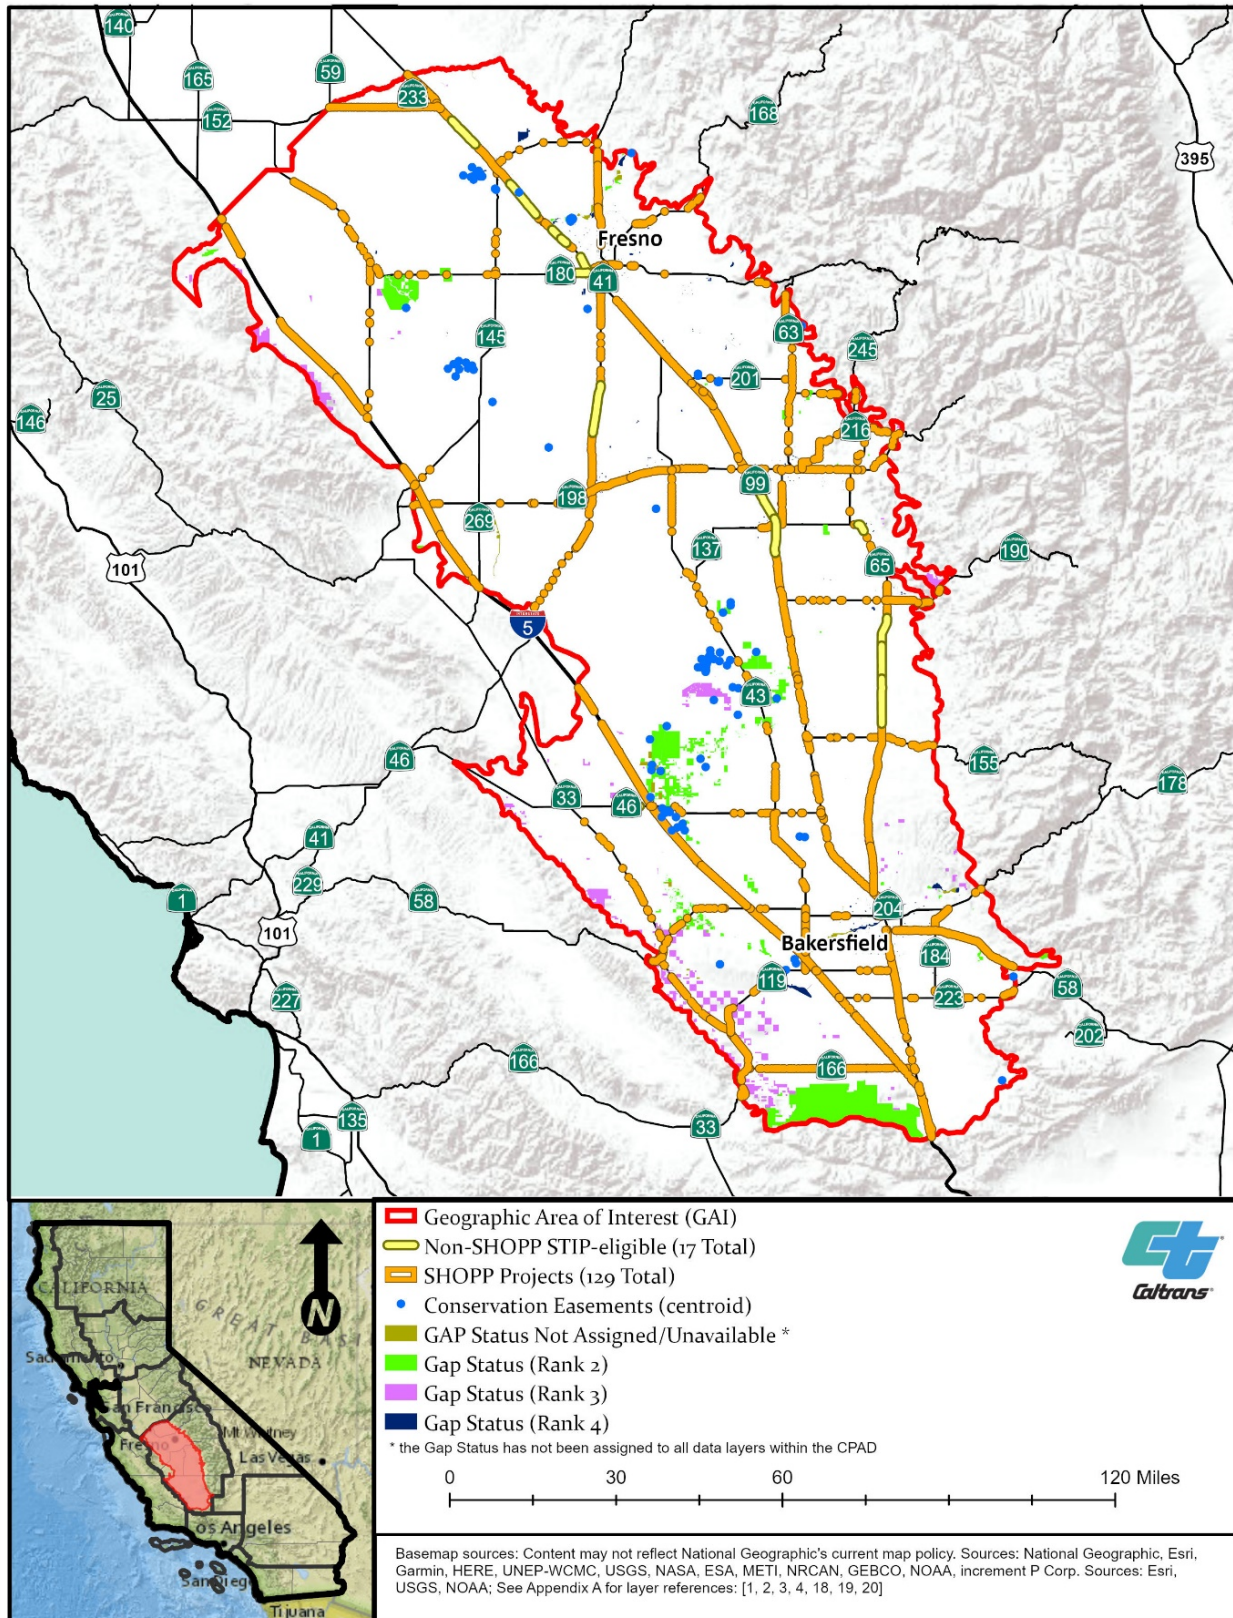 140
165
59
233
152
168
395
Fresno
180
41
63
145
245
201
25
146
216
99
198
269
137
190
101
65
5
43
46
155
178
33
46
41
229
58
1
101
204
Bakersfield
184
119
223
58
227
202
166
166
135
33
1
CALIFORNIA
GREAT BASIN
NEVADA
Sacramento
San Francisco
Mt Whitney
Fresno
Las Vegas
Los Angeles
San Diego
Tijuana
N
Geographic Area of Interest (GAI)
Non-SHOPP STIP-eligible (17 Total)
SHOPP Projects (129 Total)
Conservation Easements (centroid)
GAP Status Not Assigned/Unavailable *
Gap Status (Rank 2)
Gap Status (Rank 3)
Gap Status (Rank 4)
* the Gap Status has not been assigned to all data layers within the CPAD
ct
Caltrans
0 30 60 120 Miles
Basemap sources: Content may not reflect National Geographic's current map policy. Sources: National Geographic, Esri,
Garmin, HERE, UNEP-WCMC, USGS, NASA, ESA, METI, NRCAN, GEBCO, NOAA, increment P Corp. Sources: Esri,
USGS, NOAA; See Appendix A for layer references: [1, 2, 3, 4, 18, 19, 20]